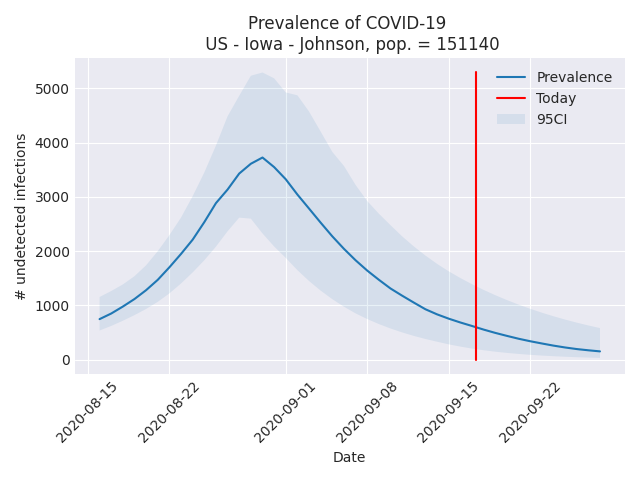 Prevalence of COVID-19
US - Iowa - Johnson, pop. = 151140
Prevalence
Today
95CI
# undetected infections
5000
4000
3000
2000
1000
0
2020-08-15
2020-08-22
2020-09-01
2020-09-08
2020-09-15
2020-09-22
Date